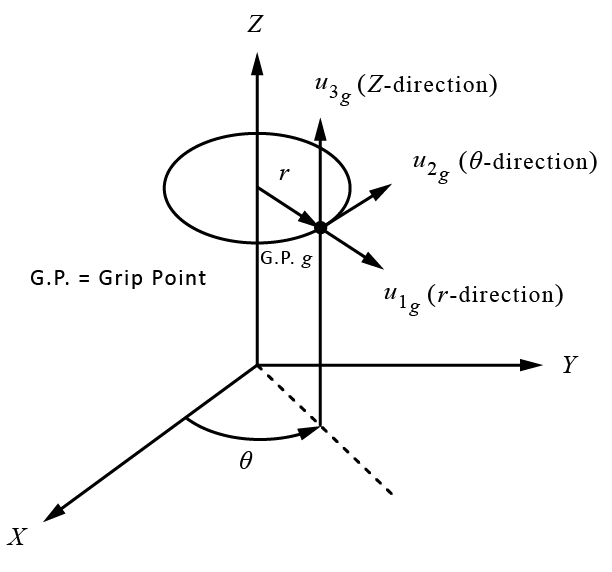 Z
u3g (Z-direction)
u2g (θ-direction)
r
G.P. g
G.P. = Grip Point
u1g (r-direction)
Y
θ
X